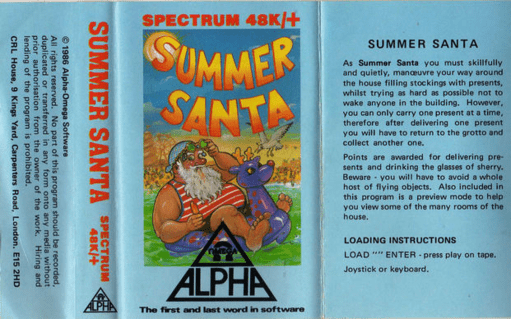 © 1986 Alpha-Omega Software
All rights reserved. No part of this program should be recorded,
duplicated or transferred in any form onto any media without
prior authorisation from the owner of the work. Hiring and
lending of the program is prohibited.
CRL House, 9 Kings Yard, Carpenters Road, London, E15 2HD
SUMMER SANTA
SPECTRUM
48K/+
ALPHA
SPECTRUM 48K/+
SUMMER
SANTA
OMEGA
ALPHA
The first and last word in software
SUMMER SANTA
As Summer Santa you must skillfully
and quietly, manœuvre your way around
the house filling stockings with presents,
whilst trying as hard as possible not to
wake anyone in the building. However,
you can only carry one present at a time,
therefore after delivering one present
you will have to return to the grotto and
collect another one.
Points are awarded for delivering pre-
sents and drinking the glasses of sherry.
Beware - you will have to avoid a whole
host of flying objects. Also included in
this program is a preview mode to help
you view some of the many rooms of the
house.
LOADING INSTRUCTIONS
LOAD "" ENTER - press play on tape.
Joystick or keyboard.